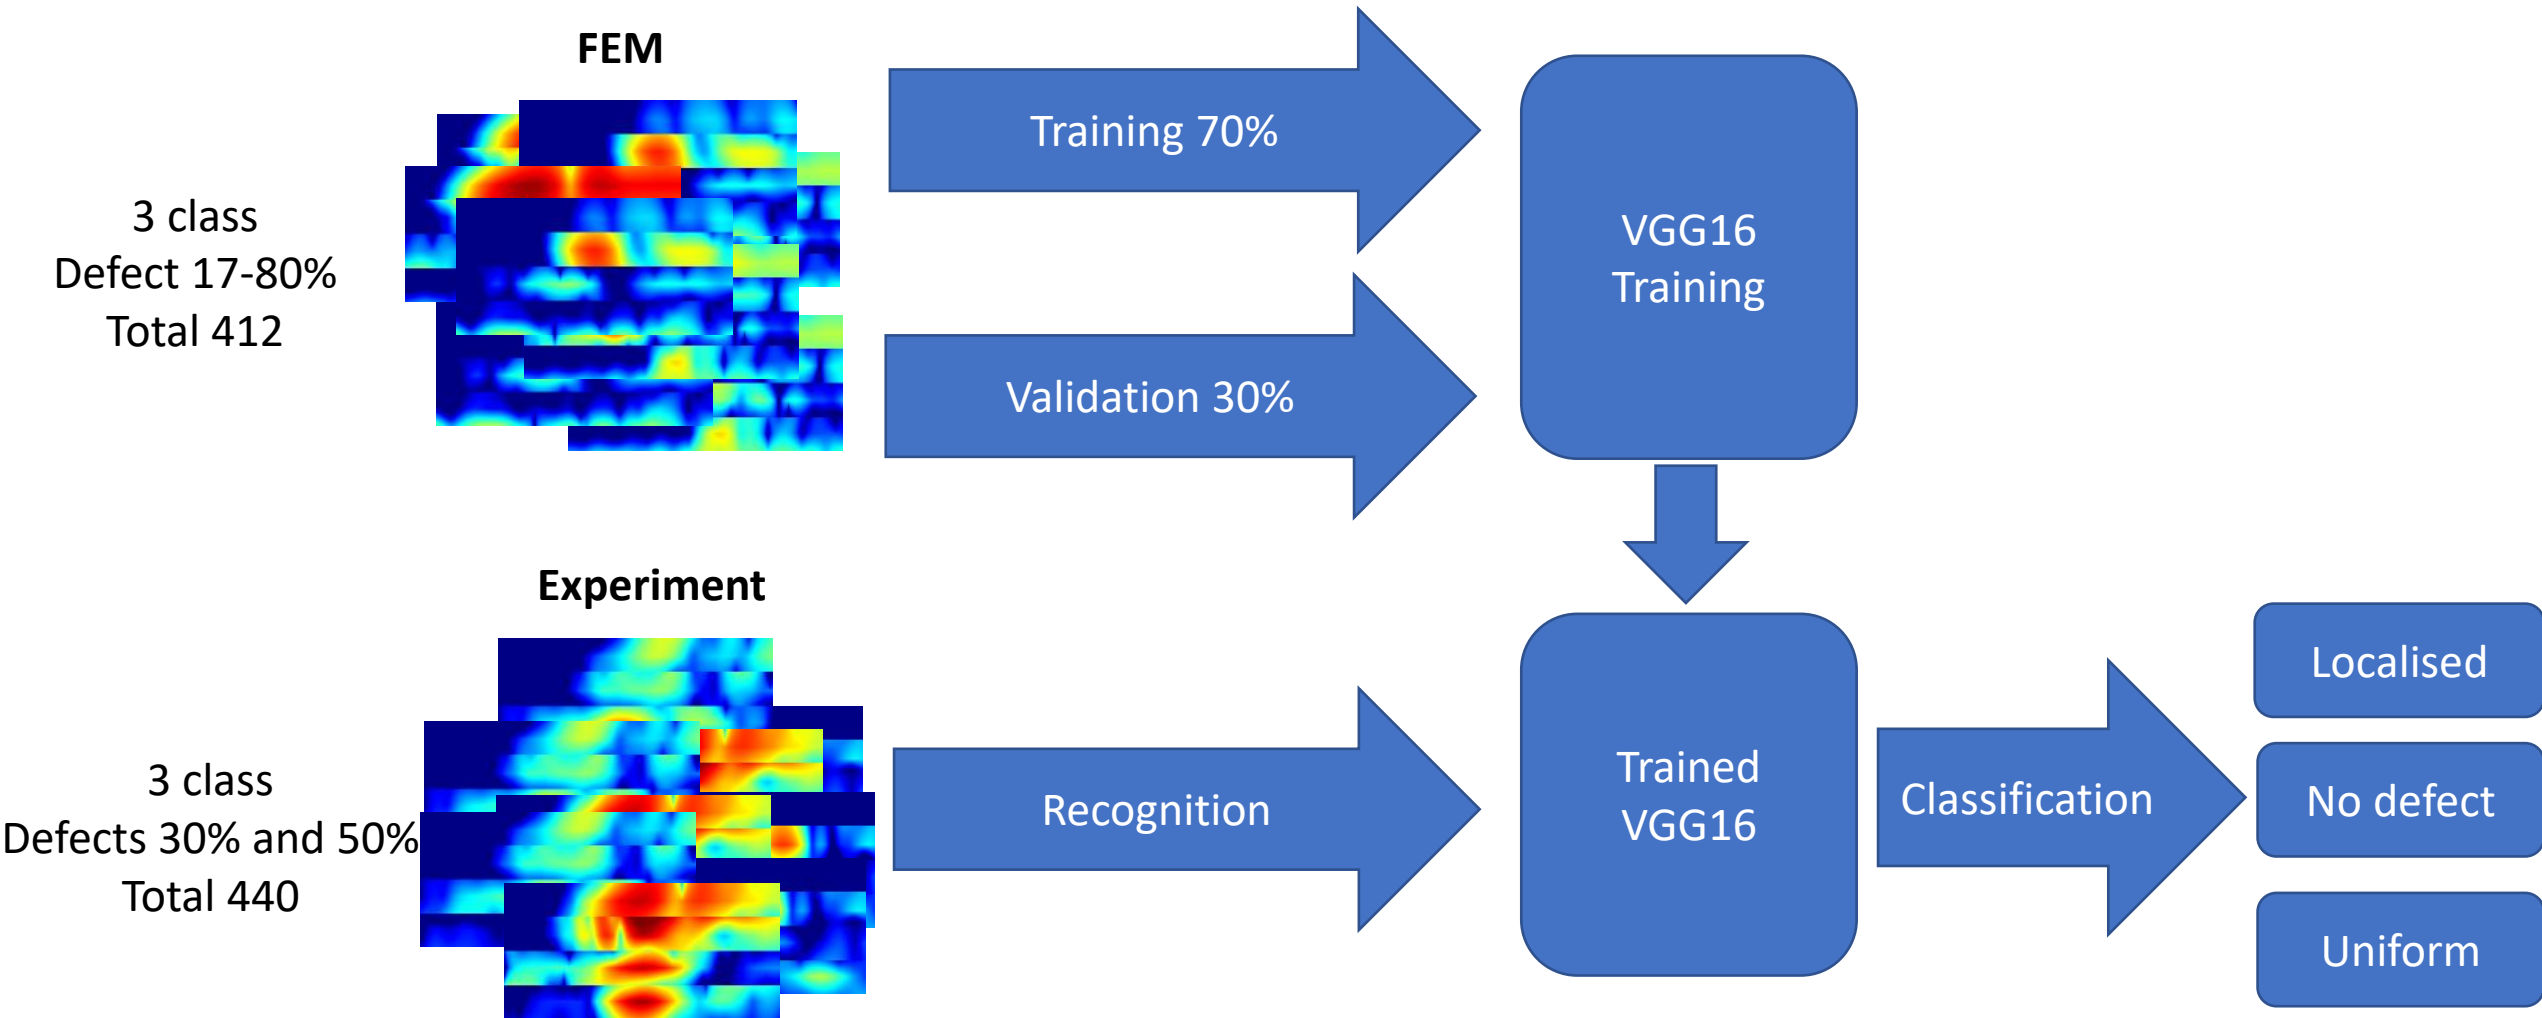 FEM
3 class
Defect 17-80%
Total 412
Training 70%
Validation 30%
VGG16
Training
Experiment
3 class
Defects 30% and 50%
Total 440
Recognition
Trained
VGG16
Classification
Localised
No defect
Uniform